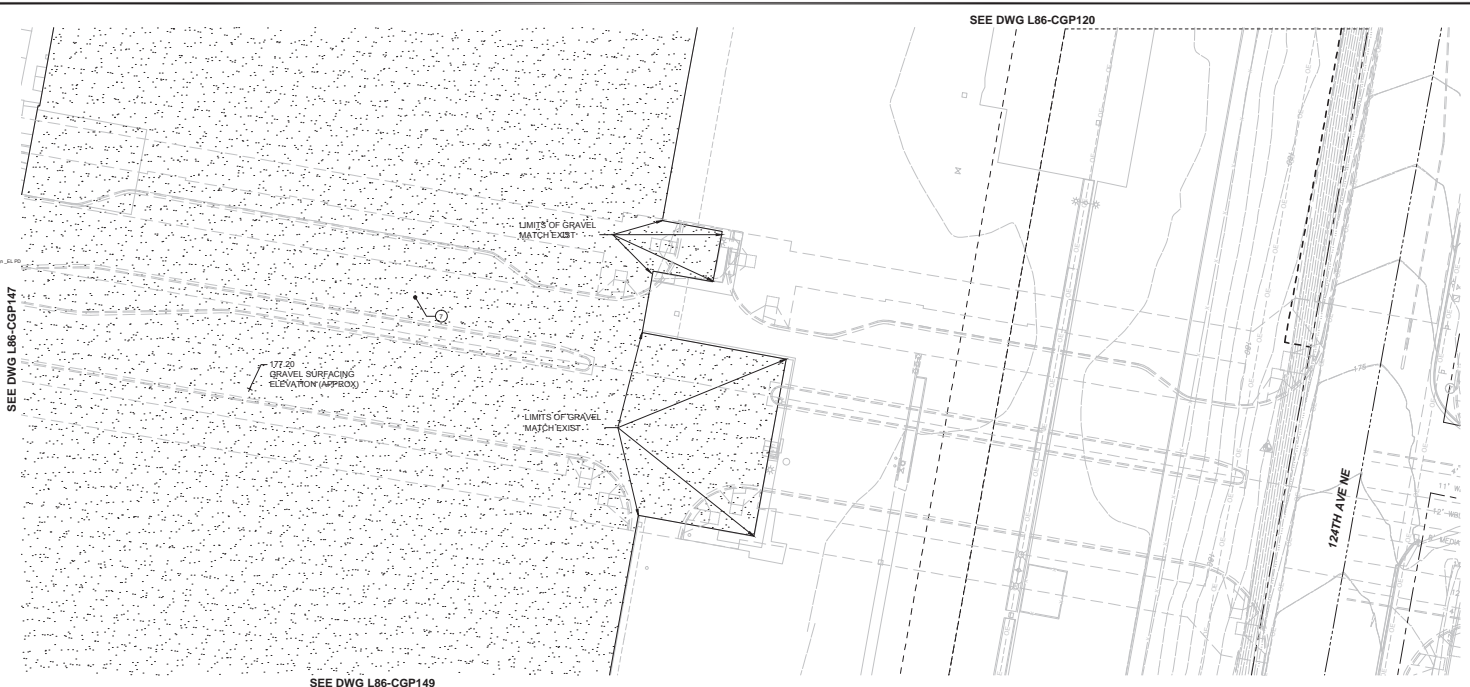 SEE DWG L86-CGP120
LIMITS OF GRAVEL
MATCH EXIST
SEE DWG L86-CGP147
7
177.20
GRAVEL SURFACING
ELEVATION (APPROX)
LIMITS OF GRAVEL
MATCH EXIST
175
124TH AVE NE
SEE DWG L86-CGP149